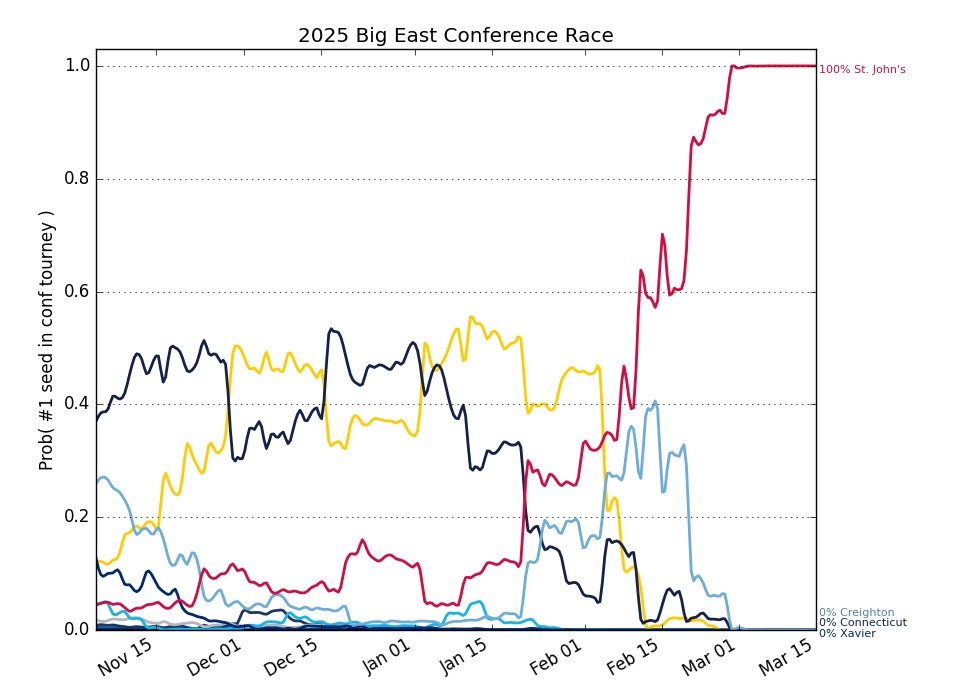 2025 Big East Conference Race
Prob( #1 seed in conf tourney )
1.0
0.8
0.6
0.4
0.2
0.0
100% St. John's
0% Creighton
0% Connecticut
0% Xavier
Nov 15
Dec 01
Dec 15
Jan 01
Jan 15
Feb 01
Feb 15
Mar 01
Mar 15